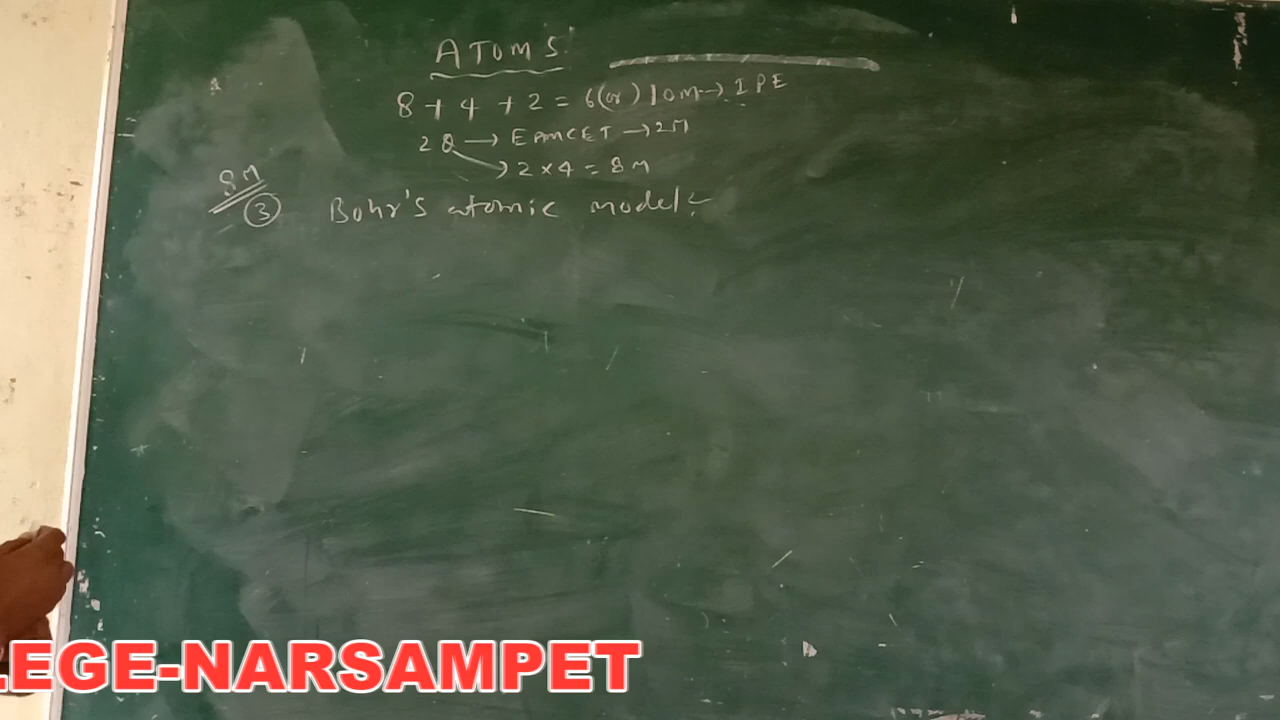 ATOMS
8 + 4 + 2 = 6(or) 10M → IPE
2Q → EAMCET → 2M
→ 2 × 4 = 8M
8M
③ Bohr's atomic model:-
LEGE-NARSAMPET